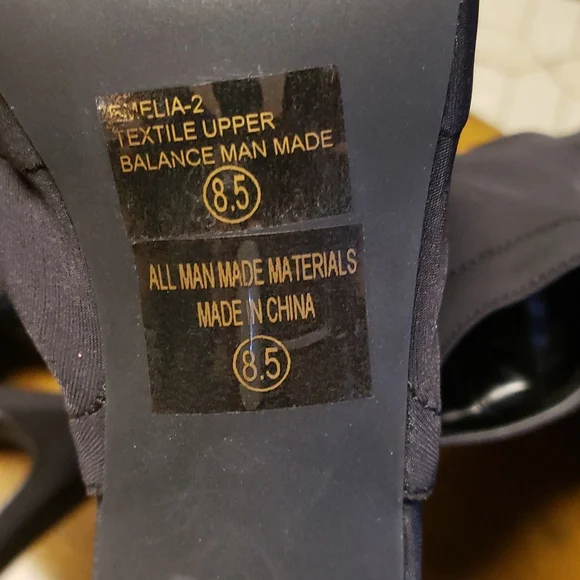 EMELIA-2
TEXTILE UPPER
BALANCE MAN MADE
8.5
ALL MAN MADE MATERIALS
MADE IN CHINA
8.5